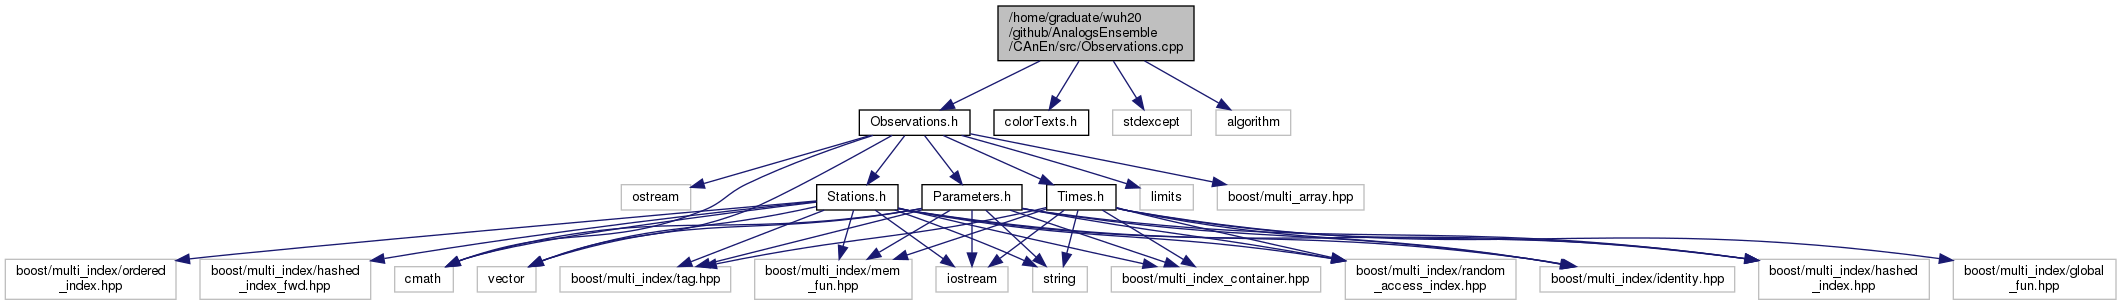 /home/graduate/wuh20
/github/AnalogsEnsemble
/CAnEn/src/Observations.cpp
Observations.h
colorTexts.h
stdexcept
algorithm
ostream
Stations.h
Parameters.h
Times.h
limits
boost/multi_array.hpp
boost/multi_index/ordered
_index.hpp
boost/multi_index/hashed
_index_fwd.hpp
cmath
vector
boost/multi_index/tag.hpp
boost/multi_index/mem
_fun.hpp
iostream
string
boost/multi_index_container.hpp
boost/multi_index/random
_access_index.hpp
boost/multi_index/identity.hpp
boost/multi_index/hashed
_index.hpp
boost/multi_index/global
_fun.hpp